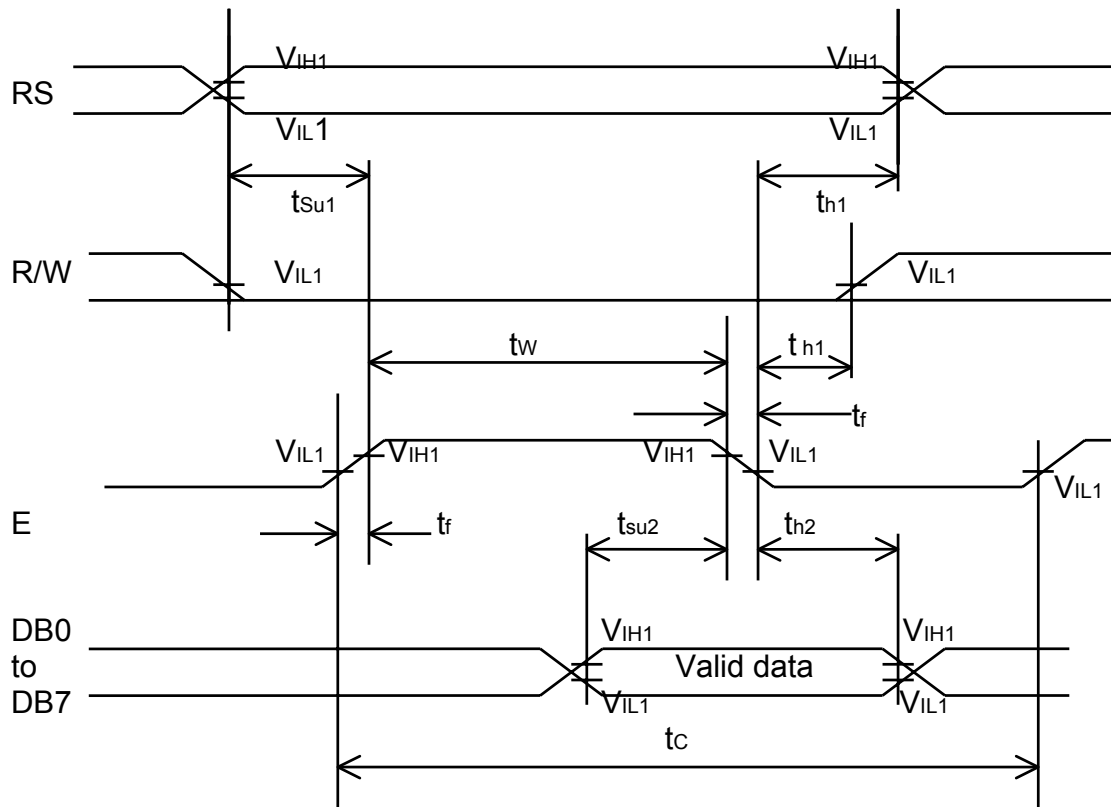 VIH1 VIH1
RS
VIL1 VIL1
tSu1 th1
R/W VIL1 VIL1
tW th1
tf
VIL1 VIH1 VIH1 VIL1
VIL1
E tf tsu2 th2
DB0 VIH1 VIH1
to Valid data
DB7 VIL1 VIL1
tC